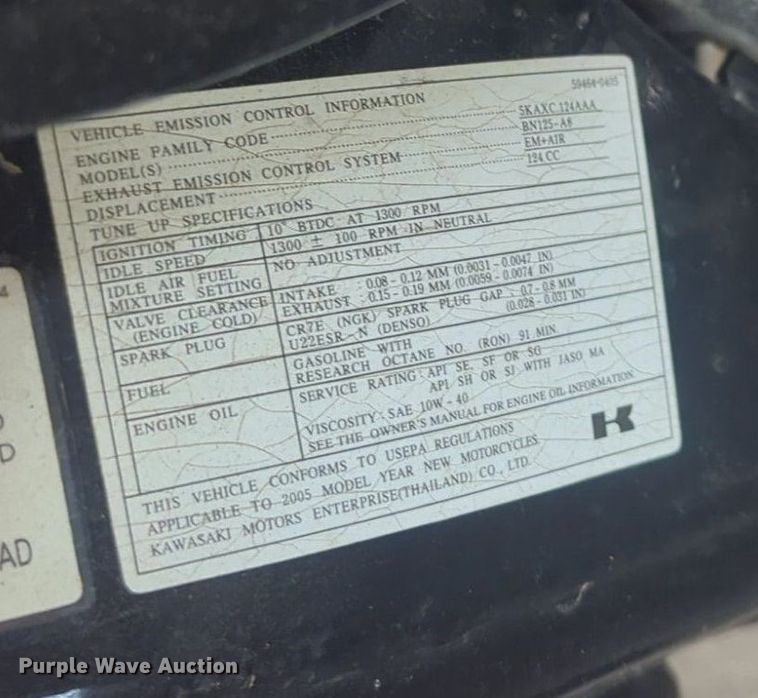 59464-0495
VEHICLE EMISSION CONTROL INFORMATION
ENGINE FAMILY CODE 5KAXC.124AAA
MODEL(S) BN125-A8
EXHAUST EMISSION CONTROL SYSTEM EM+AIR
DISPLACEMENT 124 CC
TUNE UP SPECIFICATIONS
IGNITION TIMING 10° BTDC AT 1300 RPM
IDLE SPEED 1300 ± 100 RPM IN NEUTRAL
IDLE AIR FUEL MIXTURE SETTING NO ADJUSTMENT
VALVE CLEARANCE INTAKE : 0.08 - 0.12 MM (0.0031 - 0.0047 IN)
(ENGINE COLD) EXHAUST : 0.15 - 0.19 MM (0.0059 - 0.0074 IN)
SPARK PLUG CR7E (NGK) SPARK PLUG GAP : 0.7 - 0.8 MM
U22ESR - N (DENSO) (0.028 - 0.031 IN)
FUEL GASOLINE WITH
RESEARCH OCTANE NO. (RON) 91 MIN.
ENGINE OIL SERVICE RATING : API SE, SF OR SG
API SH OR SJ WITH JASO MA
VISCOSITY : SAE 10W - 40
SEE THE OWNER'S MANUAL FOR ENGINE OIL INFORMATION
THIS VEHICLE CONFORMS TO USEPA REGULATIONS
APPLICABLE TO 2005 MODEL YEAR NEW MOTORCYCLES.
KAWASAKI MOTORS ENTERPRISE(THAILAND) CO., LTD.
K
4
D
AD
Purple Wave Auction